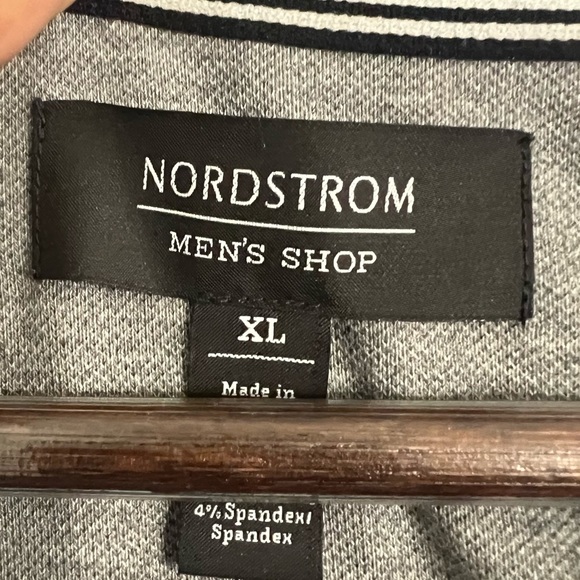 NORDSTROM
MEN'S SHOP
XL
Made in
4% Spandex/
Spandex